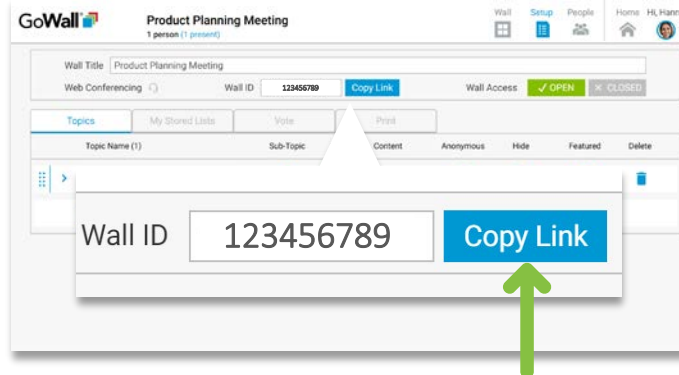 GoWall
Product Planning Meeting
1 person (1 present)
Wall Setup People Home Hi, Hann
Wall Title Product Planning Meeting
Web Conferencing Wall ID 123456789 Copy Link Wall Access ✓ OPEN × CLOSED
Topics My Stored Lists Vote Print
Topic Name (1) Sub-Topic Content Anonymous Hide Featured Delete
Wall ID 123456789 Copy Link